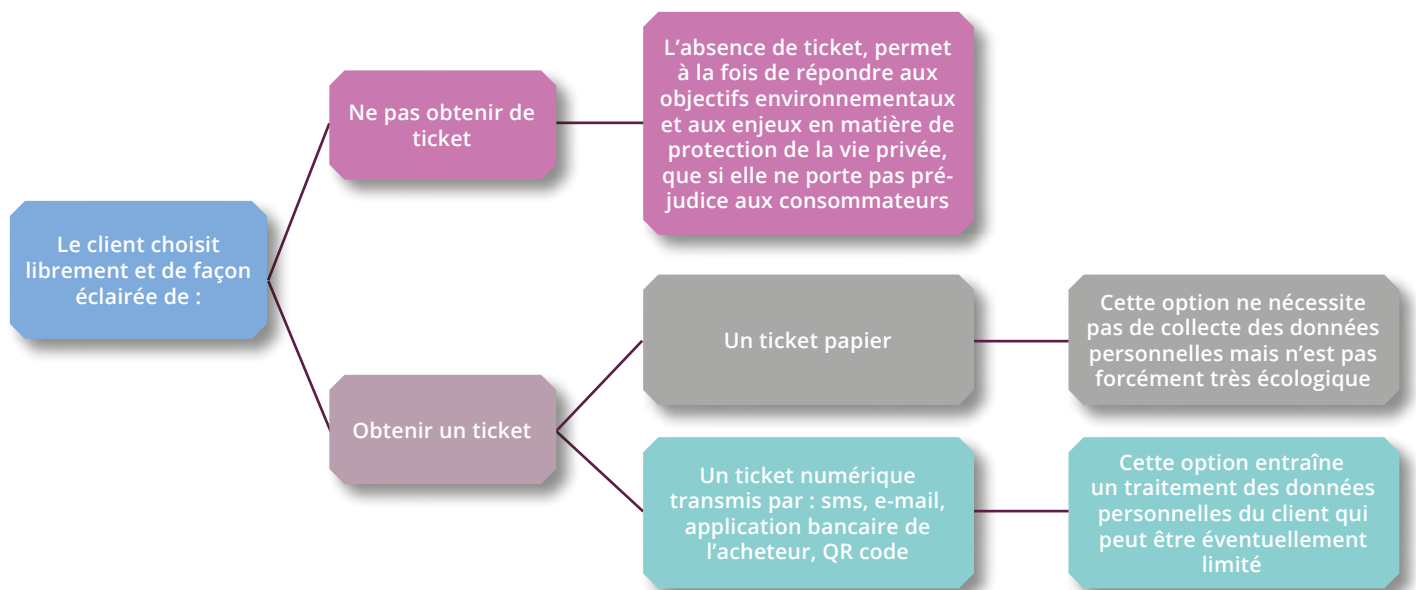 Le client choisit
librement et de façon
éclairée de :
Ne pas obtenir de
ticket
L’absence de ticket, permet
à la fois de répondre aux
objectifs environnementaux
et aux enjeux en matière de
protection de la vie privée,
que si elle ne porte pas pré-
judice aux consommateurs
Obtenir un ticket
Un ticket papier
Cette option ne nécessite
pas de collecte des données
personnelles mais n’est pas
forcément très écologique
Un ticket numérique
transmis par : sms, e-mail,
application bancaire de
l’acheteur, QR code
Cette option entraîne
un traitement des données
personnelles du client qui
peut être éventuellement
limité